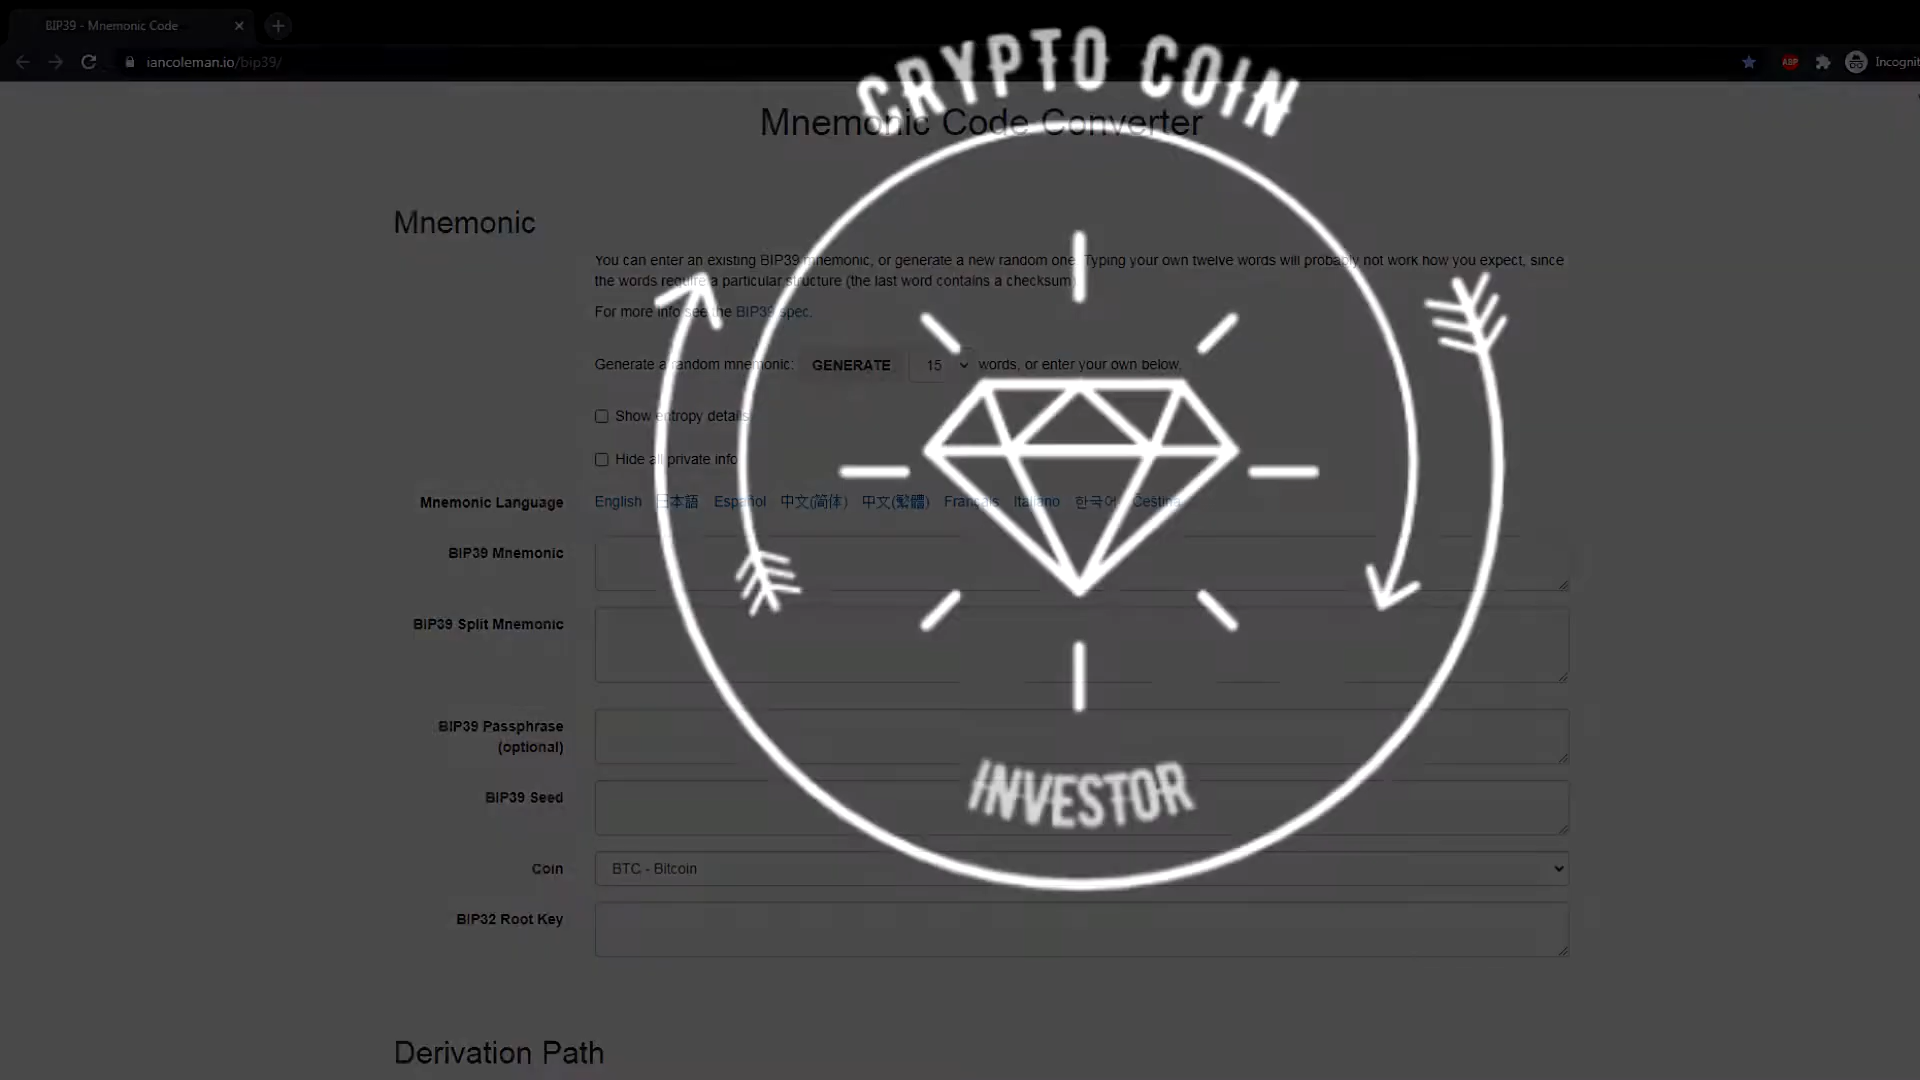 BIP39 - Mnemonic Code
iancoleman.io/bip39/
ABP
Incognit
CRYPTO COIN
Mnemonic Code Converter
Mnemonic
You can enter an existing BIP39 mnemonic, or generate a new random one. Typing your own twelve words will probably not work how you expect, since
the words require a particular structure (the last word contains a checksum)
For more info see the BIP39 spec.
Generate a random mnemonic: GENERATE 15 words, or enter your own below.
Show entropy details
Hide all private info
Mnemonic Language English 日本語 Español 中文(简体) 中文(繁體) Français Italiano 한국어 Čeština
BIP39 Mnemonic
BIP39 Split Mnemonic
BIP39 Passphrase
(optional)
INVESTOR
BIP39 Seed
Coin BTC - Bitcoin
BIP32 Root Key
Derivation Path